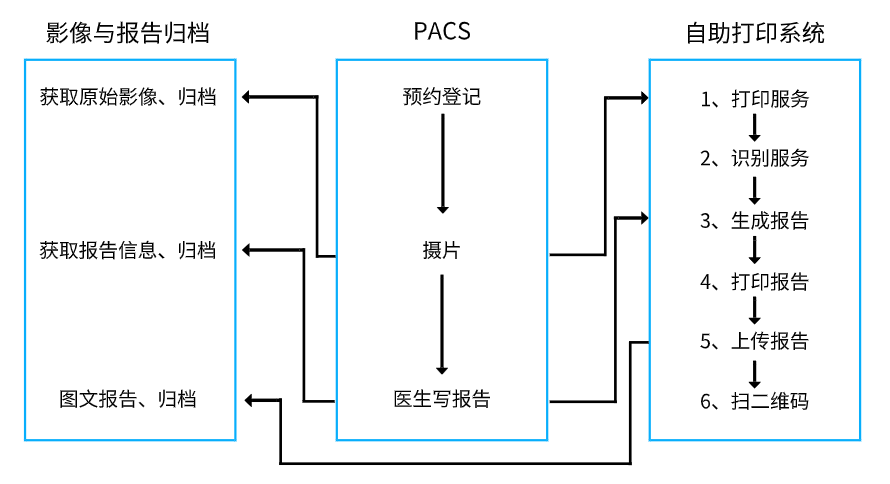 影像与报告归档
获取原始影像、归档
获取报告信息、归档
图文报告、归档
PACS
预约登记
摄片
医生写报告
自助打印系统
1、打印服务
2、识别服务
3、生成报告
4、打印报告
5、上传报告
6、扫二维码